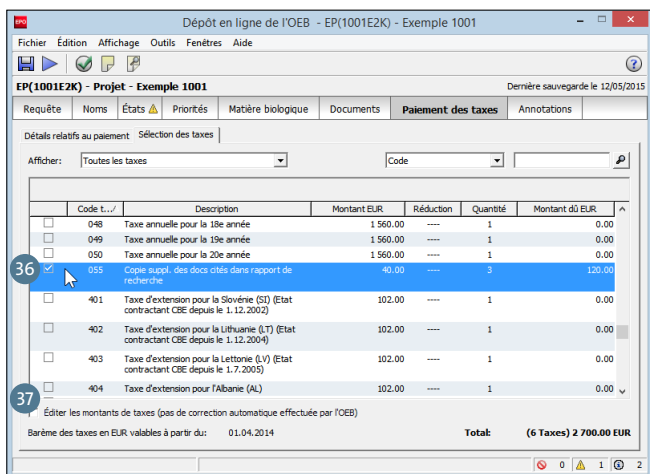 EPO Dépôt en ligne de l'OEB - EP(1001E2K) - Exemple 1001
Fichier Édition Affichage Outils Fenêtres Aide
EP(1001E2K) - Projet - Exemple 1001 Dernière sauvegarde le 12/05/2015
Requête Noms États Priorités Matière biologique Documents Paiement des taxes Annotations
Détails relatifs au paiement Sélection des taxes
Afficher: Toutes les taxes Code
Code t.../ Description Montant EUR Réduction Quantité Montant dû EUR
048 Taxe annuelle pour la 18e année 1 560.00 ---- 1 0.00
049 Taxe annuelle pour la 19e année 1 560.00 ---- 1 0.00
050 Taxe annuelle pour la 20e année 1 560.00 ---- 1 0.00
36 055 Copie suppl. des docs cités dans rapport de 40.00 ---- 3 120.00
recherche
401 Taxe d'extension pour la Slovénie (SI) (Etat 102.00 ---- 1 0.00
contractant CBE depuis le 1.12.2002)
402 Taxe d'extension pour la Lithuanie (LT) (Etat 102.00 ---- 1 0.00
contractant CBE depuis le 1.12.2004)
403 Taxe d'extension pour la Lettonie (LV) (Etat 102.00 ---- 1 0.00
contractant CBE depuis le 1.7.2005)
404 Taxe d'extension pour l'Albanie (AL) 102.00 ---- 1 0.00
37
Éditer les montants de taxes (pas de correction automatique effectuée par l'OEB)
Barème des taxes en EUR valables à partir du: 01.04.2014 Total: (6 Taxes) 2 700.00 EUR
0 1 2